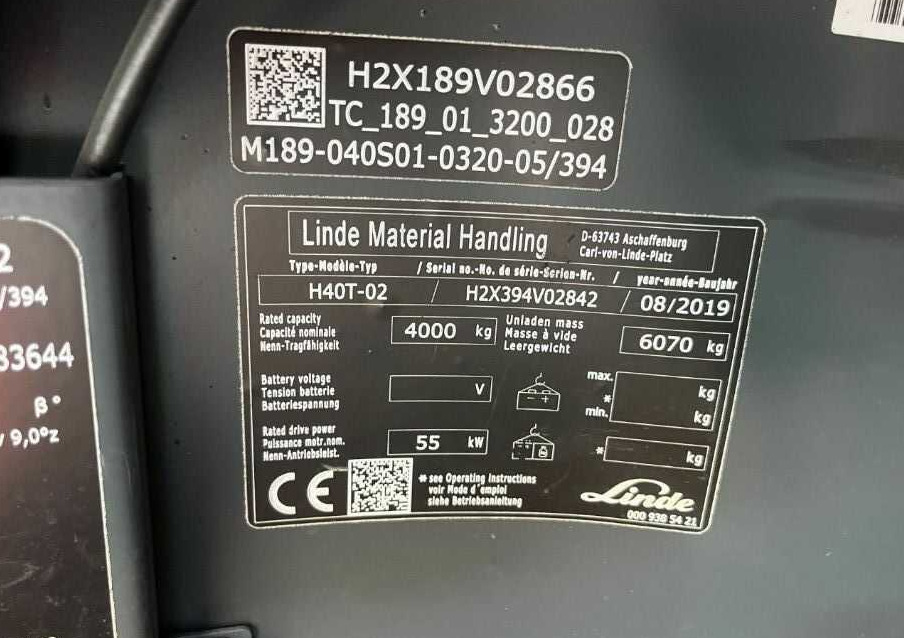 H2X189V02866
TC_189_01_3200_028
M189-040S01-0320-05/394
Linde Material Handling
D-63743 Aschaffenburg
Carl-von-Linde-Platz
Type-Modèle-Typ / Serial no.-No. de série-Serien-Nr. / year-année-Baujahr
H40T-02 / H2X394V02842 / 08/2019
Rated capacity
Capacité nominale
Nenn-Tragfähigkeit
4000 kg
Unladen mass
Masse à vide
Leergewicht
6070 kg
Battery voltage
Tension batterie
Batteriespannung
V
max.
*
min.
kg
kg
Rated drive power
Puissance motr.nom.
Nenn-Antriebsleist.
55 kW
*
kg
CE
* see Operating Instructions
voir Mode d'emploi
siehe Betriebsanleitung
Linde
000 938 54 21
2
/394
33644
β°
/ 9,0°z